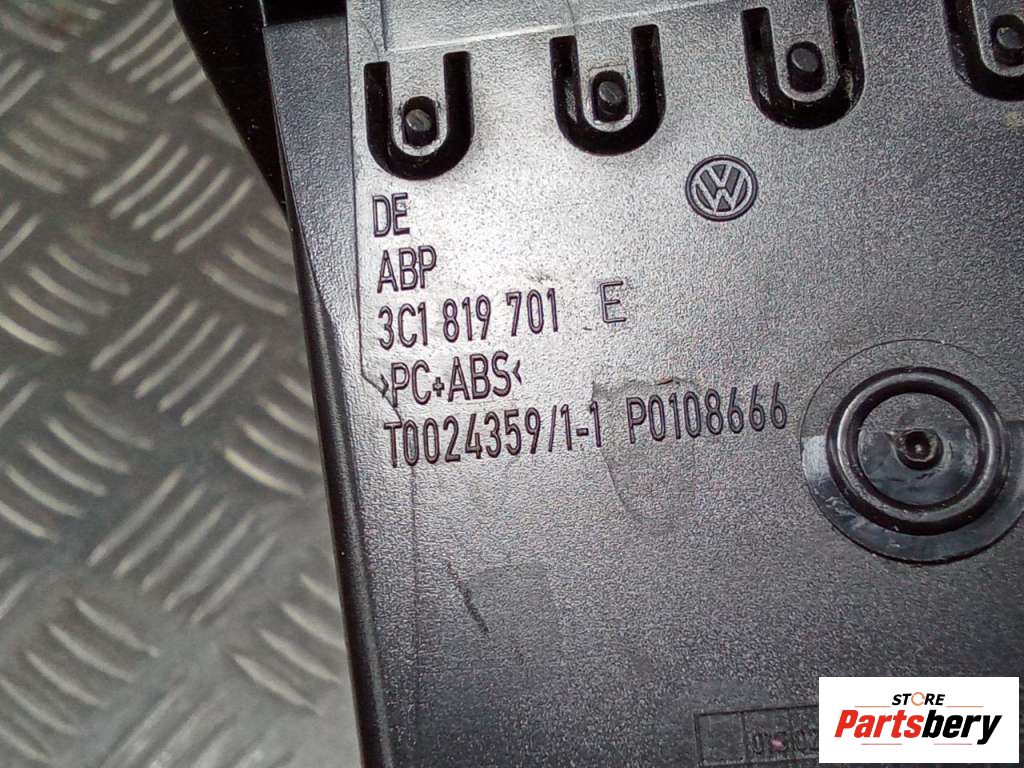 DE
ABP
3C1 819 701 E
>PC+ABS<
T0024359/1-1 P0108666
STORE
Partsbery